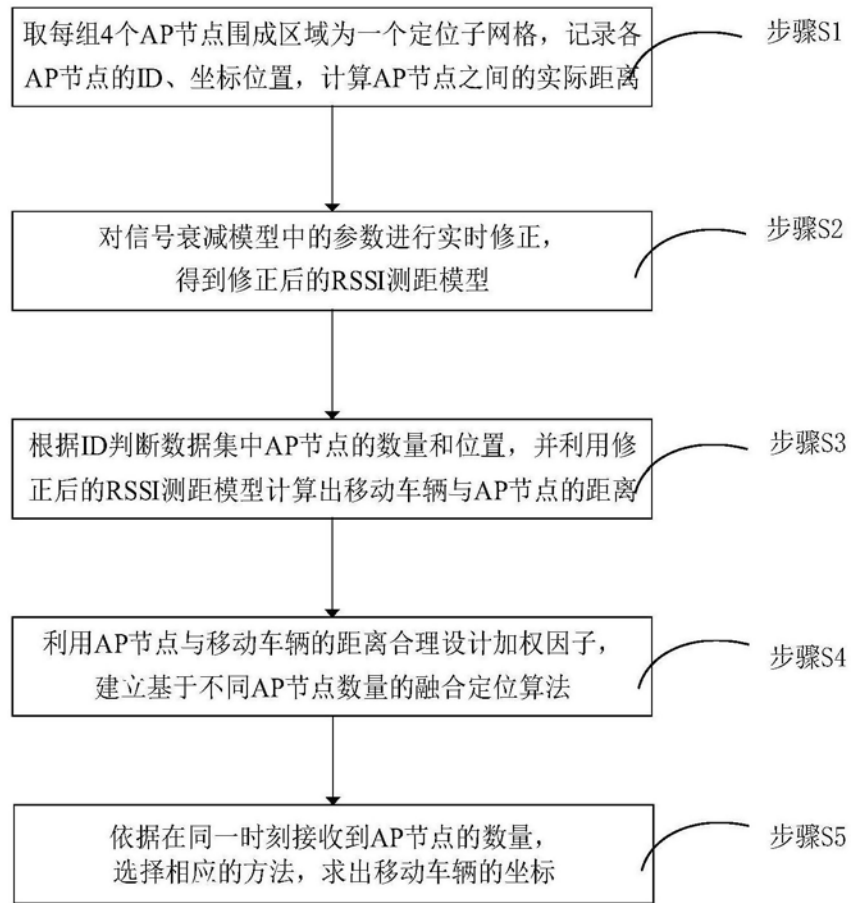 取每组4个AP节点围成区域为一个定位子网格，记录各
AP节点的ID、坐标位置，计算AP节点之间的实际距离
步骤S1
对信号衰减模型中的参数进行实时修正，
得到修正后的RSSI测距模型
步骤S2
根据ID判断数据集中AP节点的数量和位置，并利用修
正后的RSSI测距模型计算出移动车辆与AP节点的距离
步骤S3
利用AP节点与移动车辆的距离合理设计加权因子，
建立基于不同AP节点数量的融合定位算法
步骤S4
依据在同一时刻接收到AP节点的数量，
选择相应的方法，求出移动车辆的坐标
步骤S5